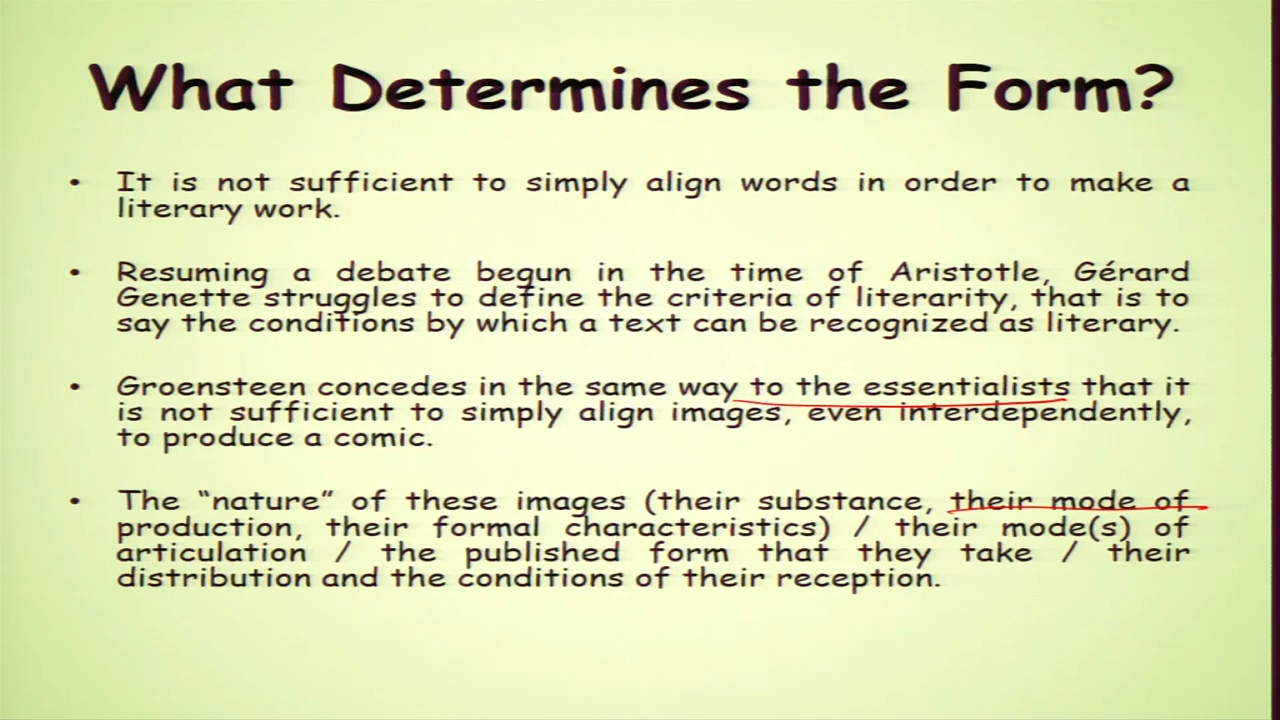 What Determines the Form?
• It is not sufficient to simply align words in order to make a
literary work.
• Resuming a debate begun in the time of Aristotle, Gérard
Genette struggles to define the criteria of literarity, that is to
say the conditions by which a text can be recognized as literary.
• Groensteen concedes in the same way to the essentialists that it
is not sufficient to simply align images, even interdependently,
to produce a comic.
• The “nature” of these images (their substance, their mode of
production, their formal characteristics) / their mode(s) of
articulation / the published form that they take / their
distribution and the conditions of their reception.